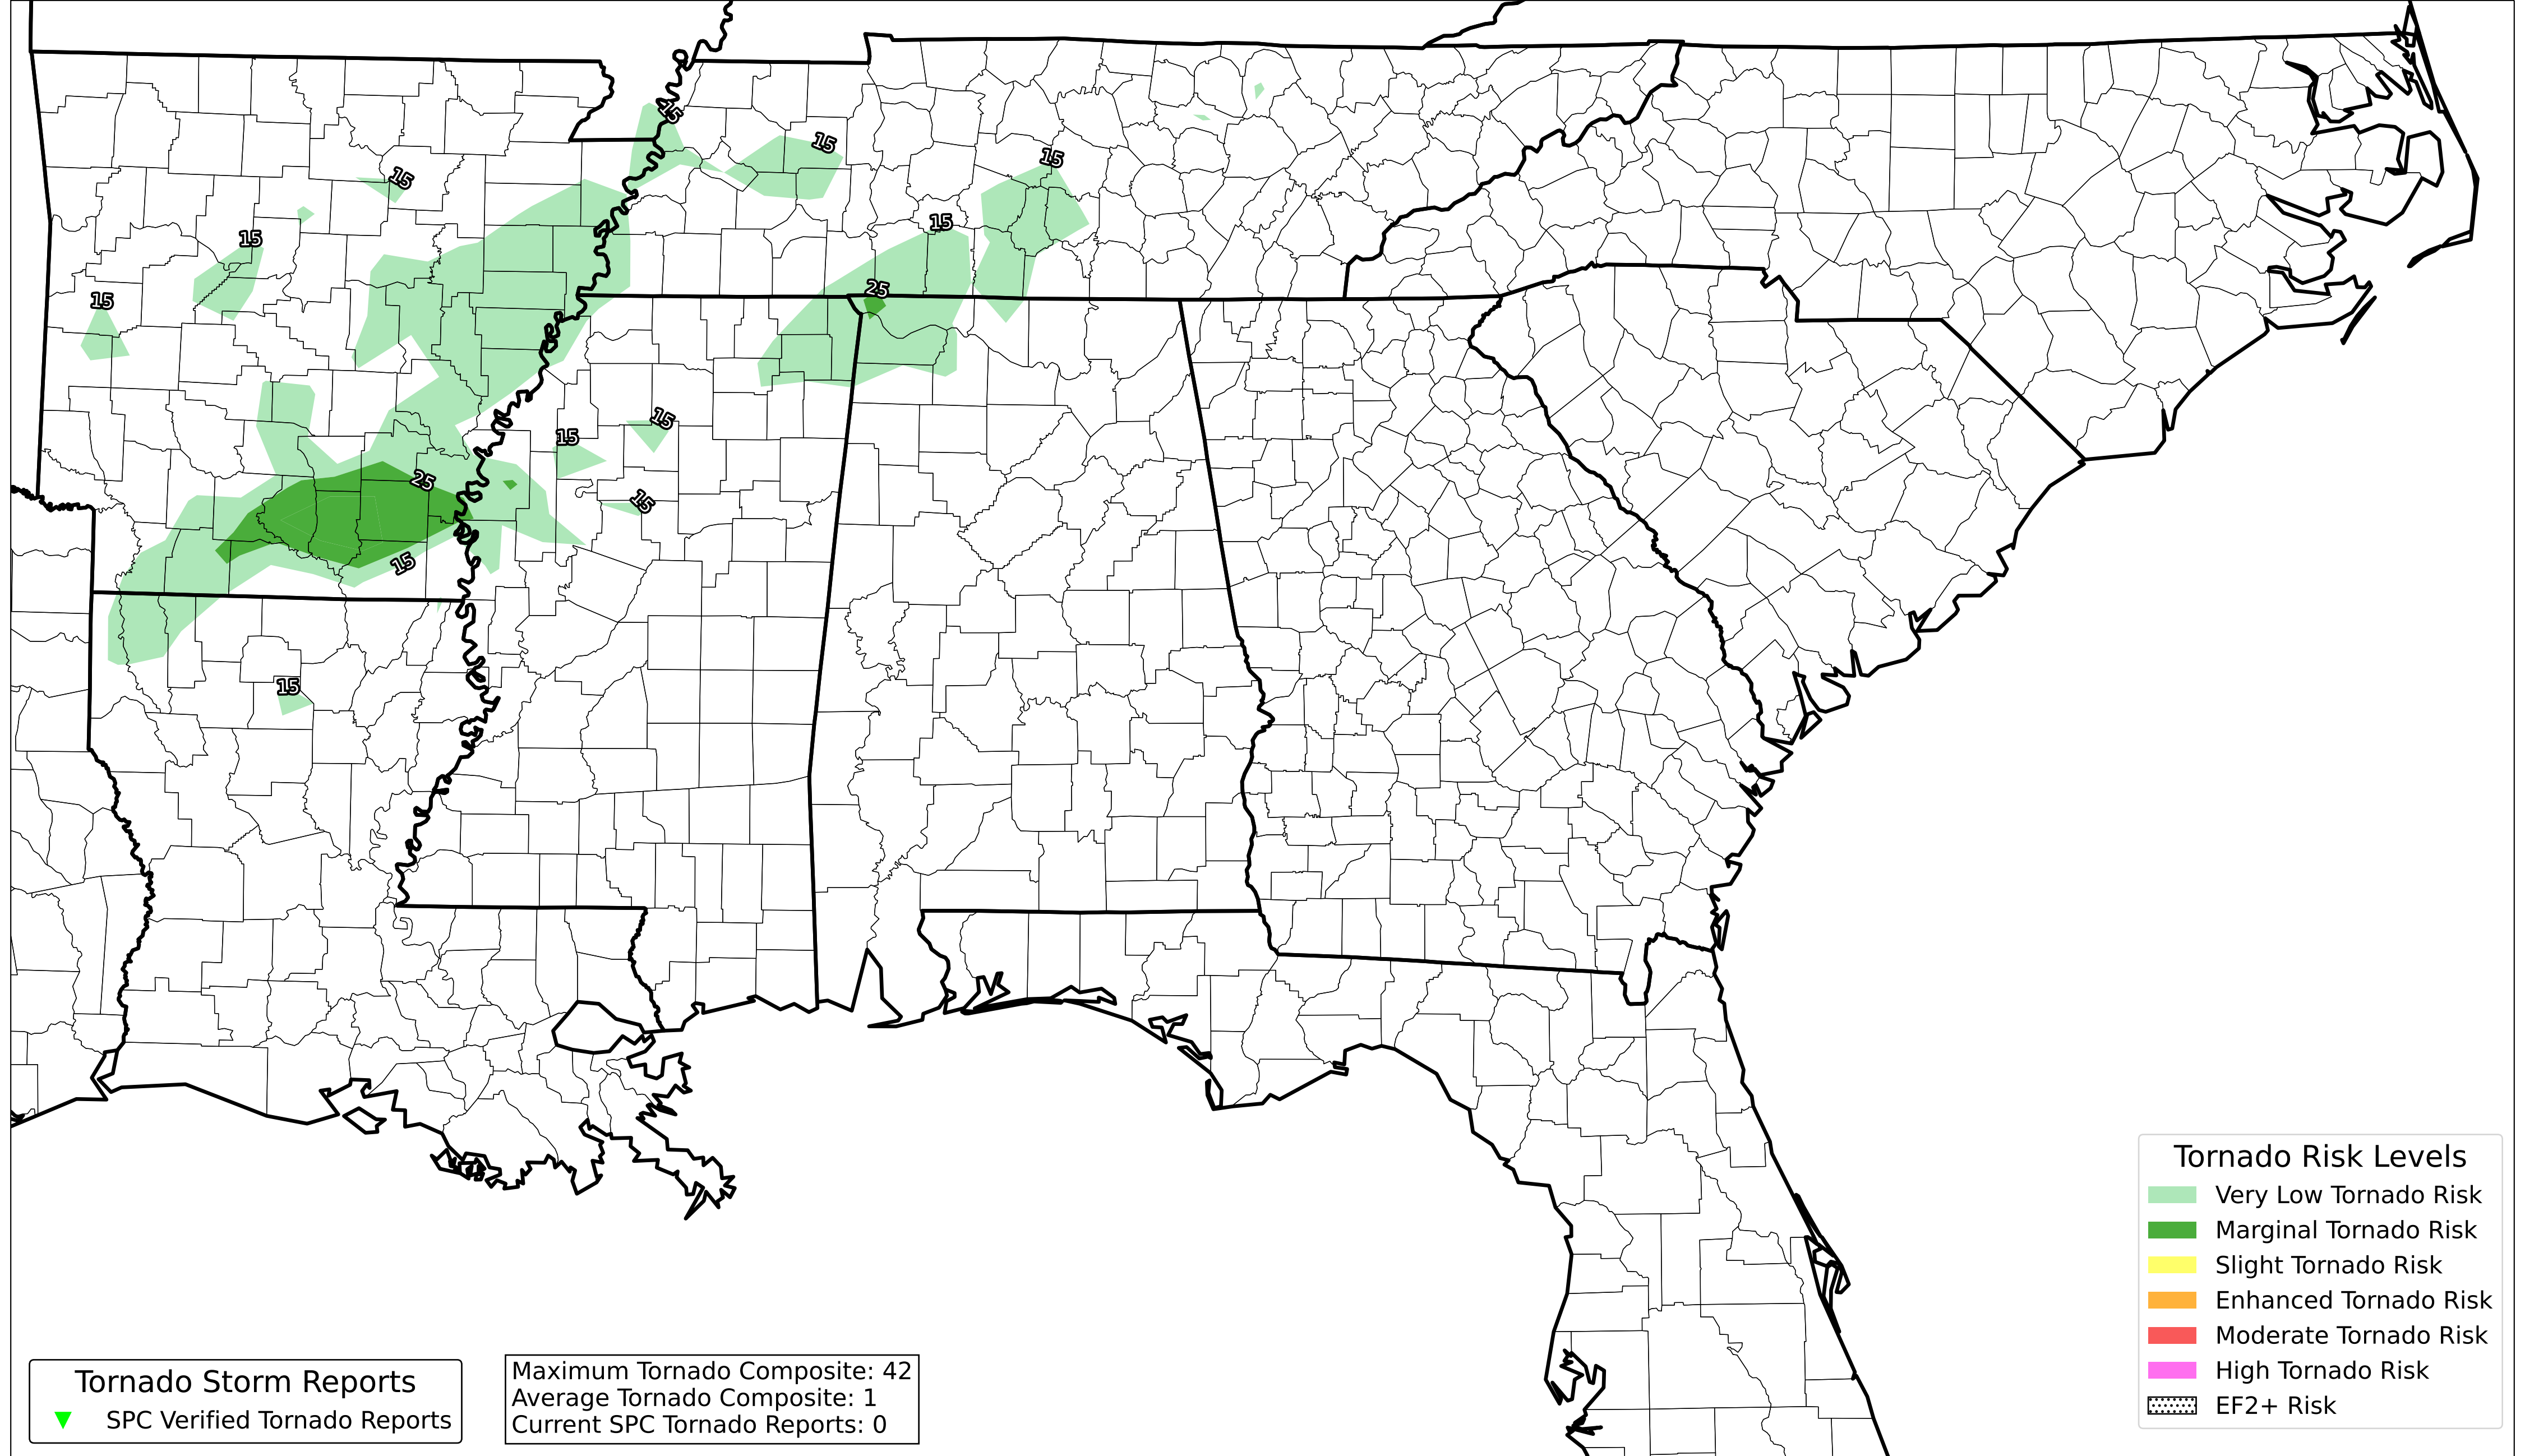 15
15
15
15
15
15
15
25
15
15
25
15
15
15
Tornado Storm Reports
SPC Verified Tornado Reports
Maximum Tornado Composite: 42
Average Tornado Composite: 1
Current SPC Tornado Reports: 0
Tornado Risk Levels
Very Low Tornado Risk
Marginal Tornado Risk
Slight Tornado Risk
Enhanced Tornado Risk
Moderate Tornado Risk
High Tornado Risk
EF2+ Risk